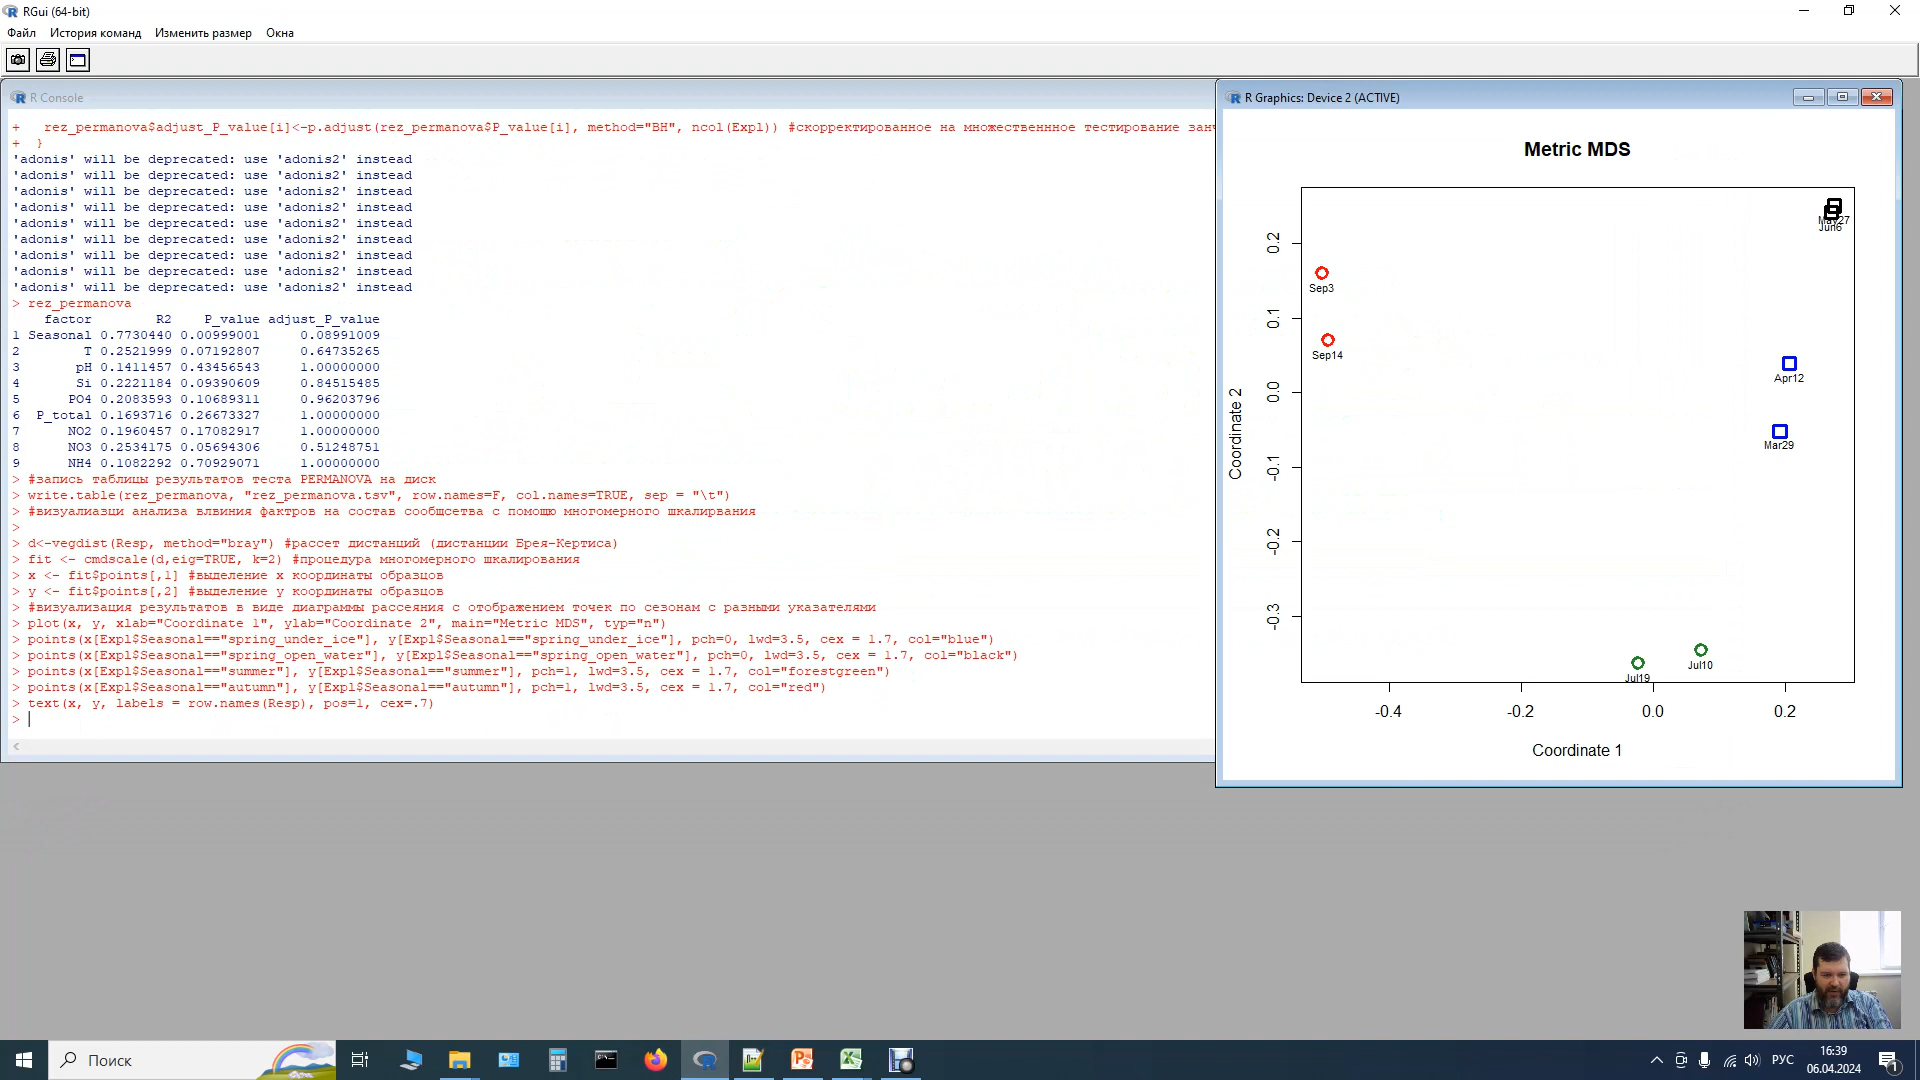 RGui (64-bit)
Файл История команд Изменить размер Окна
R Console
+   rez_permanova$adjust_P_value[i]<-p.adjust(rez_permanova$P_value[i], method="BH", ncol(Expl)) #скорректированное на множественнное тестирование
+  }
'adonis' will be deprecated: use 'adonis2' instead
'adonis' will be deprecated: use 'adonis2' instead
'adonis' will be deprecated: use 'adonis2' instead
'adonis' will be deprecated: use 'adonis2' instead
'adonis' will be deprecated: use 'adonis2' instead
'adonis' will be deprecated: use 'adonis2' instead
'adonis' will be deprecated: use 'adonis2' instead
'adonis' will be deprecated: use 'adonis2' instead
'adonis' will be deprecated: use 'adonis2' instead
> rez_permanova
factor R2 P_value adjust_P_value
1 Seasonal 0.7730440 0.00999001 0.08991009
2 T 0.2521999 0.07192807 0.64735265
3 pH 0.1411457 0.43456543 1.00000000
4 Si 0.2221184 0.09390609 0.84515485
5 PO4 0.2083593 0.10689311 0.96203796
6 P_total 0.1693716 0.26673327 1.00000000
7 NO2 0.1960457 0.17082917 1.00000000
8 NO3 0.2534175 0.05694306 0.51248751
9 NH4 0.1082292 0.70929071 1.00000000
> #запись таблицы результатов теста PERMANOVA на диск
> write.table(rez_permanova, "rez_permanova.tsv", row.names=F, col.names=TRUE, sep = "\t")
> #визуалиазци анализа влвиния фактров на состав сообщсетва с помощю многомерного шкалирвания
>
> d<-vegdist(Resp, method="bray") #рассет дистанций (дистанции Брея-Кертиса)
> fit <- cmdscale(d,eig=TRUE, k=2) #процедура многомерного шкалирования
> x <- fit$points[,1] #выделение x координаты образцов
> y <- fit$points[,2] #выделение y координаты образцов
> #визуализация результатов в виде диаграммы рассеяния с отображением точек по сезонам с разными указателями
> plot(x, y, xlab="Coordinate 1", ylab="Coordinate 2", main="Metric MDS", typ="n")
> points(x[Expl$Seasonal=="spring_under_ice"], y[Expl$Seasonal=="spring_under_ice"], pch=0, lwd=3.5, cex = 1.7, col="blue")
> points(x[Expl$Seasonal=="spring_open_water"], y[Expl$Seasonal=="spring_open_water"], pch=0, lwd=3.5, cex = 1.7, col="black")
> points(x[Expl$Seasonal=="summer"], y[Expl$Seasonal=="summer"], pch=1, lwd=3.5, cex = 1.7, col="forestgreen")
> points(x[Expl$Seasonal=="autumn"], y[Expl$Seasonal=="autumn"], pch=1, lwd=3.5, cex = 1.7, col="red")
> text(x, y, labels = row.names(Resp), pos=1, cex=.7)
>
R Graphics: Device 2 (ACTIVE)
Metric MDS
May27
Jun6
Sep3
Sep14
Apr12
Mar29
Jul10
Jul19
0.2
0.1
0.0
-0.1
-0.2
-0.3
Coordinate 2
-0.4 -0.2 0.0 0.2
Coordinate 1
Поиск
РУС
16:39
06.04.2024
1